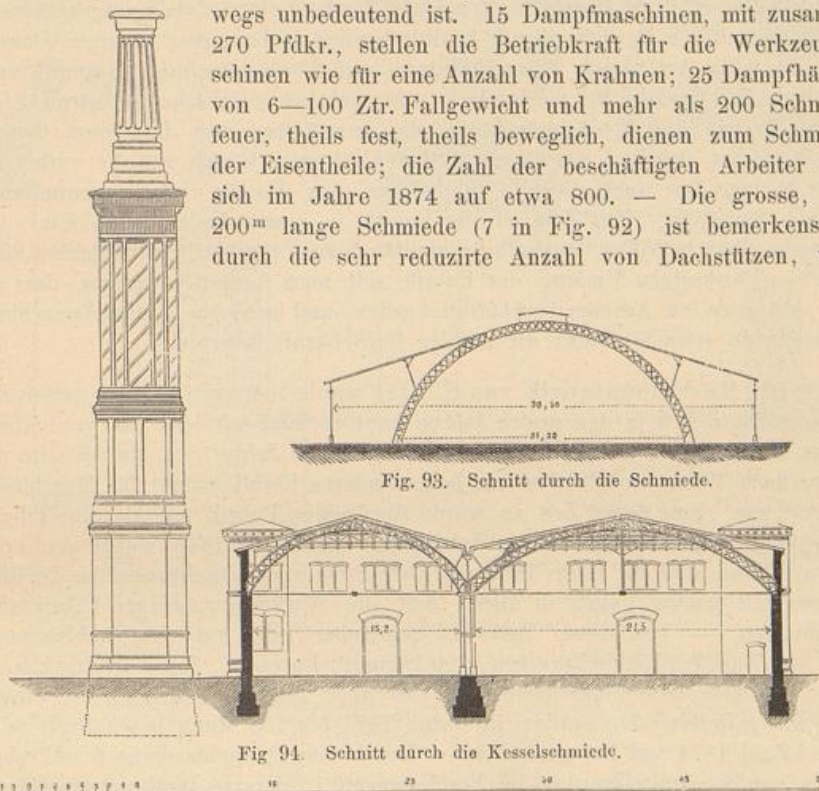 wegs unbedeutend ist. 15 Dampfmaschinen, mit zusam
270 Pfdkr., stellen die Betriebkraft für die Werkzeu
schinen wie für eine Anzahl von Krahnen; 25 Dampfhä
von 6—100 Ztr. Fallgewicht und mehr als 200 Schm
feuer, theils fest, theils beweglich, dienen zum Schm
der Eisentheile; die Zahl der beschäftigten Arbeiter
sich im Jahre 1874 auf etwa 800. — Die grosse,
200ᵐ lange Schmiede (7 in Fig. 92) ist bemerkens
durch die sehr reduzirte Anzahl von Dachstützen,
Fig. 93. Schnitt durch die Schmiede.
15,2
21,5
Fig 94. Schnitt durch die Kesselschmiede.